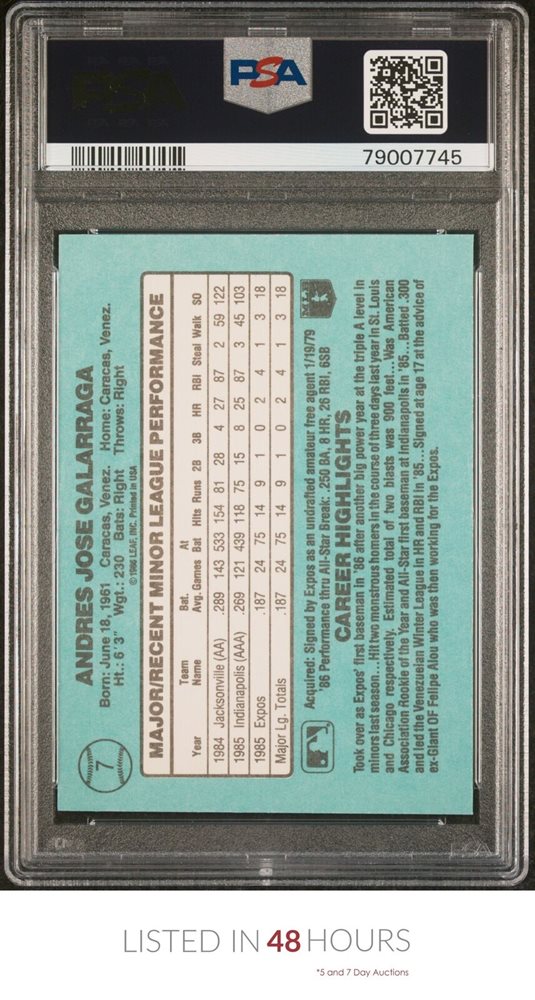 PSA
79007745
7
ANDRES JOSE GALARRAGA
Born: June 18, 1961 Caracas, Venez. Home: Caracas, Venez.
Ht.: 6' 3" Wgt.: 230 Bats: Right Throws: Right
© 1986 LEAF, INC. Printed in USA
MAJOR/RECENT MINOR LEAGUE PERFORMANCE
Year Team Name Bat. Avg. Games At Bat Hits Runs 2B 3B HR RBI Steal Walk SO
1984 Jacksonville (AA) .289 143 533 154 81 28 4 27 87 2 59 122
1985 Indianapolis (AAA) .269 121 439 118 75 15 8 25 87 3 45 103
1985 Expos .187 24 75 14 9 1 0 2 4 1 3 18
Major Lg. Totals .187 24 75 14 9 1 0 2 4 1 3 18
Acquired: Signed by Expos as an undrafted amateur free agent 1/19/79
'86 Performance thru All-Star Break: .250 BA, 8 HR, 26 RBI, 6SB
CAREER HIGHLIGHTS
Took over as Expos' first baseman in '86 after another big power year at the triple A level in
minors last season...Hit two monstrous homers in the course of three days last year in St. Louis
and Chicago respectively. Estimated total of two blasts was 900 feet...Was American
Association Rookie of the Year and All-Star first baseman at Indianapolis in '85...Batted .300
and led the Venezuelan Winter League in HR and RBI in '85...Signed at age 17 at the advice of
ex-Giant OF Felipe Alou who was then working for the Expos.
LISTED IN 48 HOURS
*5 and 7 Day Auctions